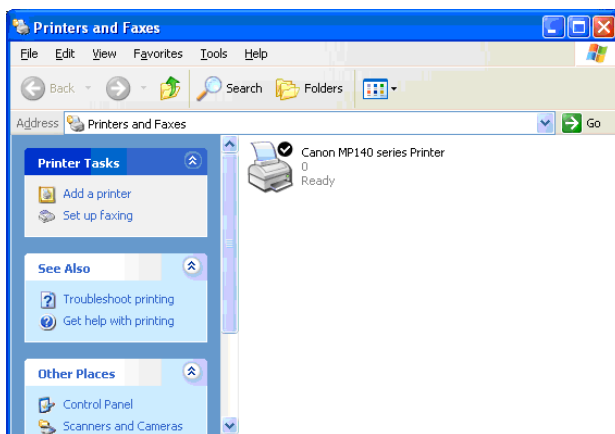 Printers and Faxes
File Edit View Favorites Tools Help
Back Search Folders
Address Printers and Faxes Go
Printer Tasks
Add a printer
Set up faxing
See Also
Troubleshoot printing
Get help with printing
Other Places
Control Panel
Scanners and Cameras
Canon MP140 series Printer
0
Ready